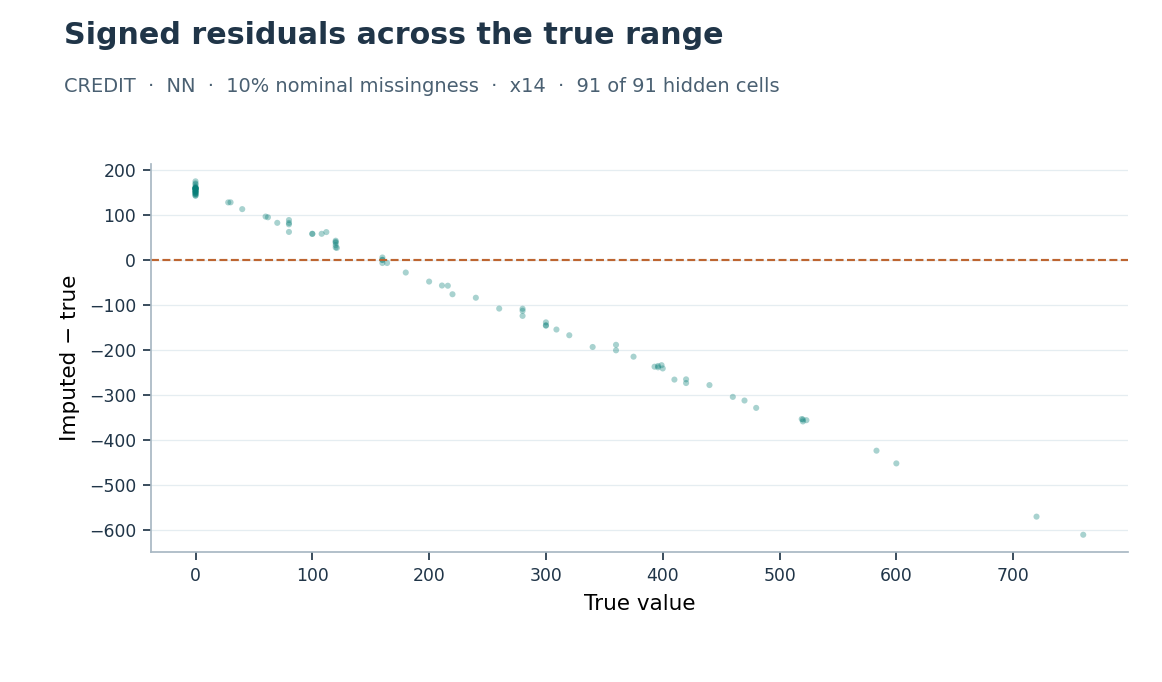 Signed residuals across the true range
CREDIT · NN · 10% nominal missingness · x14 · 91 of 91 hidden cells
200
100
0
−100
−200
−300
−400
−500
−600
Imputed − true
0 100 200 300 400 500 600 700
True value